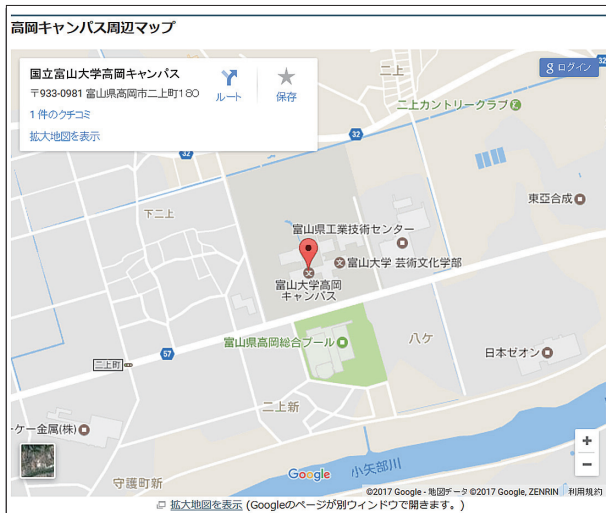 高岡キャンパス周辺マップ
国立富山大学高岡キャンパス
〒933-0981 富山県高岡市二上町180
ルート
保存
1 件のクチコミ
拡大地図を表示
g ログイン
二上
32
二上カントリークラブ
32
32
下二上
東亞合成
富山県工業技術センター
富山大学 芸術文化学部
富山大学高岡
キャンパス
富山県高岡総合プール
八ケ
57
日本ゼオン
二上町
二上新
ーケー金属(株)
+
−
小矢部川
守護町新
Google
©2017 Google - 地図データ ©2017 Google, ZENRIN
利用規約
拡大地図を表示 (Googleのページが別ウィンドウで開きます。)